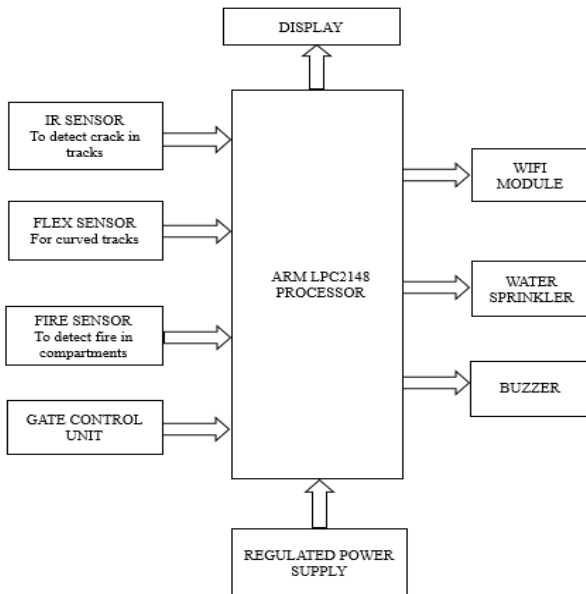 DISPLAY
IR SENSOR
To detect crack in
tracks
FLEX SENSOR
For curved tracks
FIRE SENSOR
To detect fire in
compartments
GATE CONTROL
UNIT
ARM LPC2148
PROCESSOR
WIFI
MODULE
WATER
SPRINKLER
BUZZER
REGULATED POWER
SUPPLY